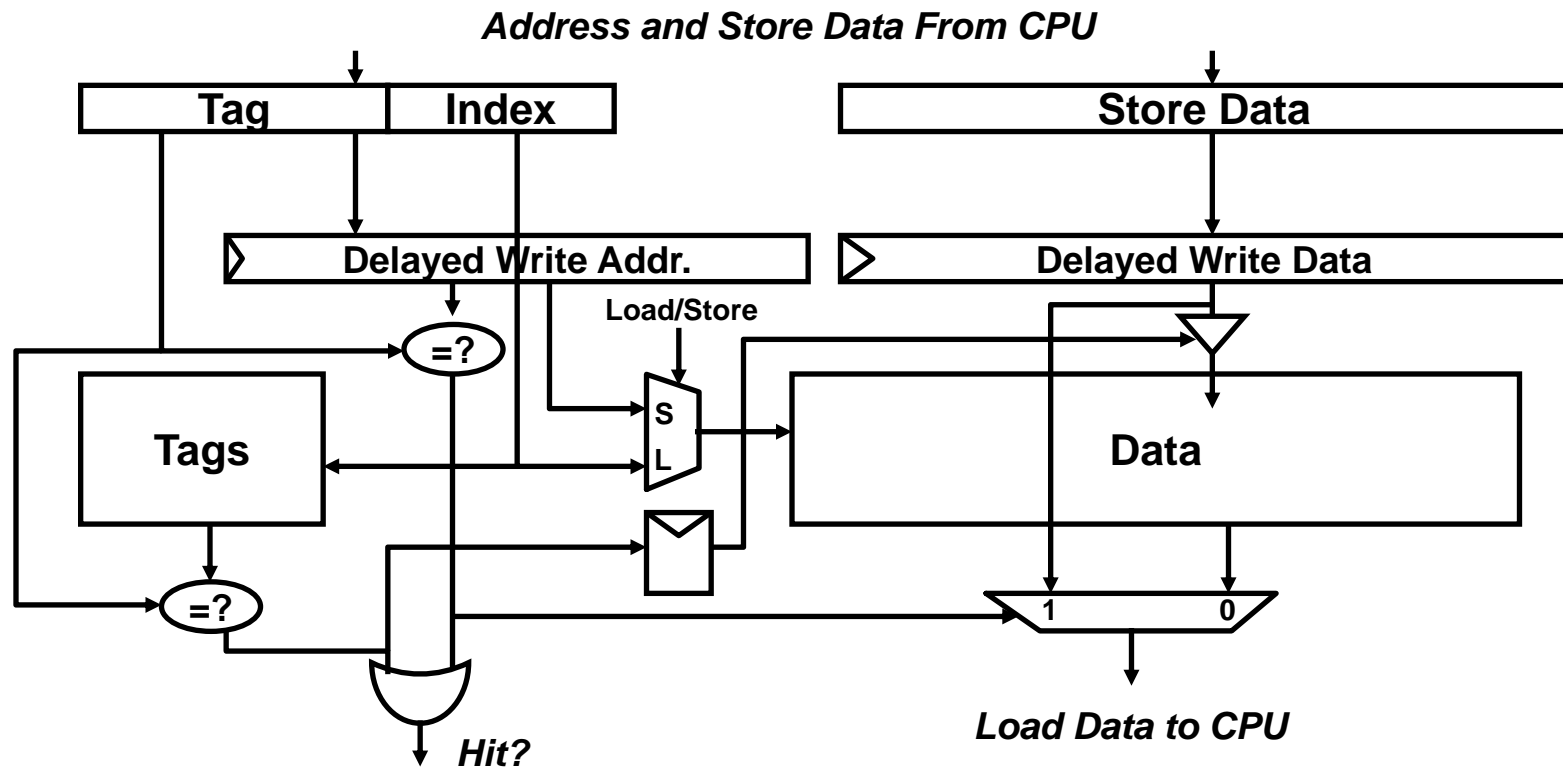 Address and Store Data From CPU
Tag
Index
Store Data
Delayed Write Addr.
Delayed Write Data
Load/Store
=?
S
L
Tags
Data
=?
1
0
Load Data to CPU
Hit?